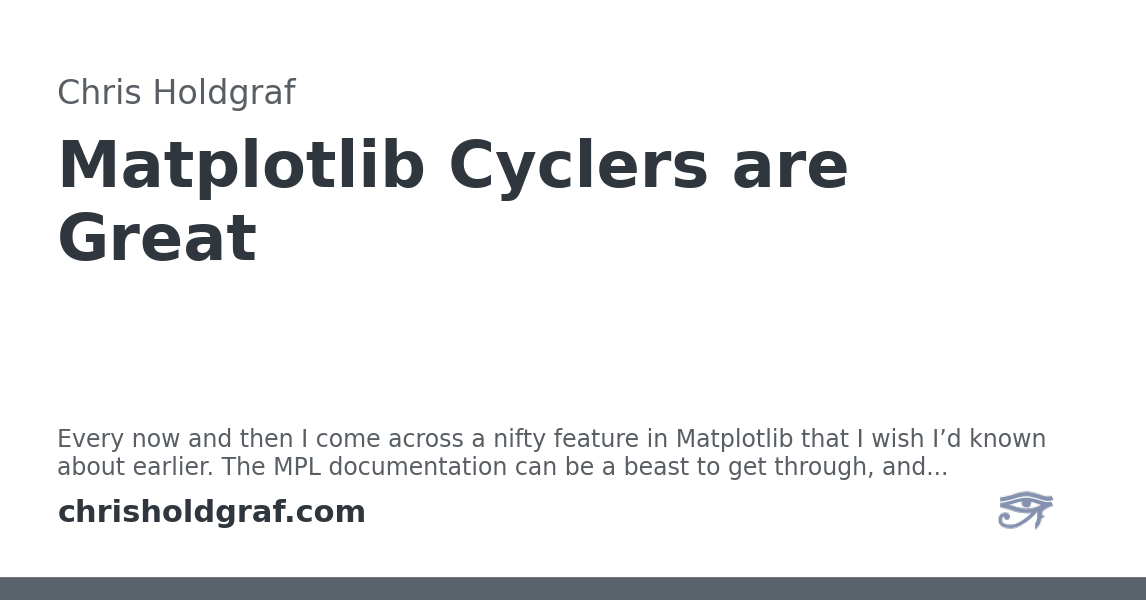 Chris Holdgraf
Matplotlib Cyclers are
Great
Every now and then I come across a nifty feature in Matplotlib that I wish I’d known
about earlier. The MPL documentation can be a beast to get through, and...
chrisholdgraf.com